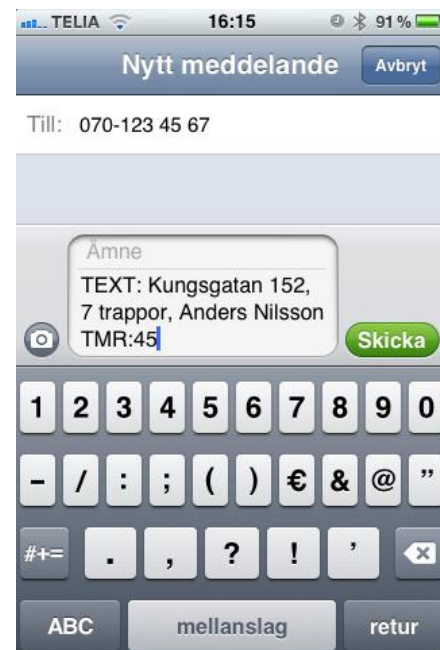 TELIA 16:15 91 %
Nytt meddelande Avbryt
Till: 070-123 45 67
Ämne
TEXT: Kungsgatan 152,
7 trappor, Anders Nilsson
TMR:45
Skicka
1 2 3 4 5 6 7 8 9 0
- / : ; ( ) € & @ ”
#+= . , ? ! ’
ABC mellanslag retur